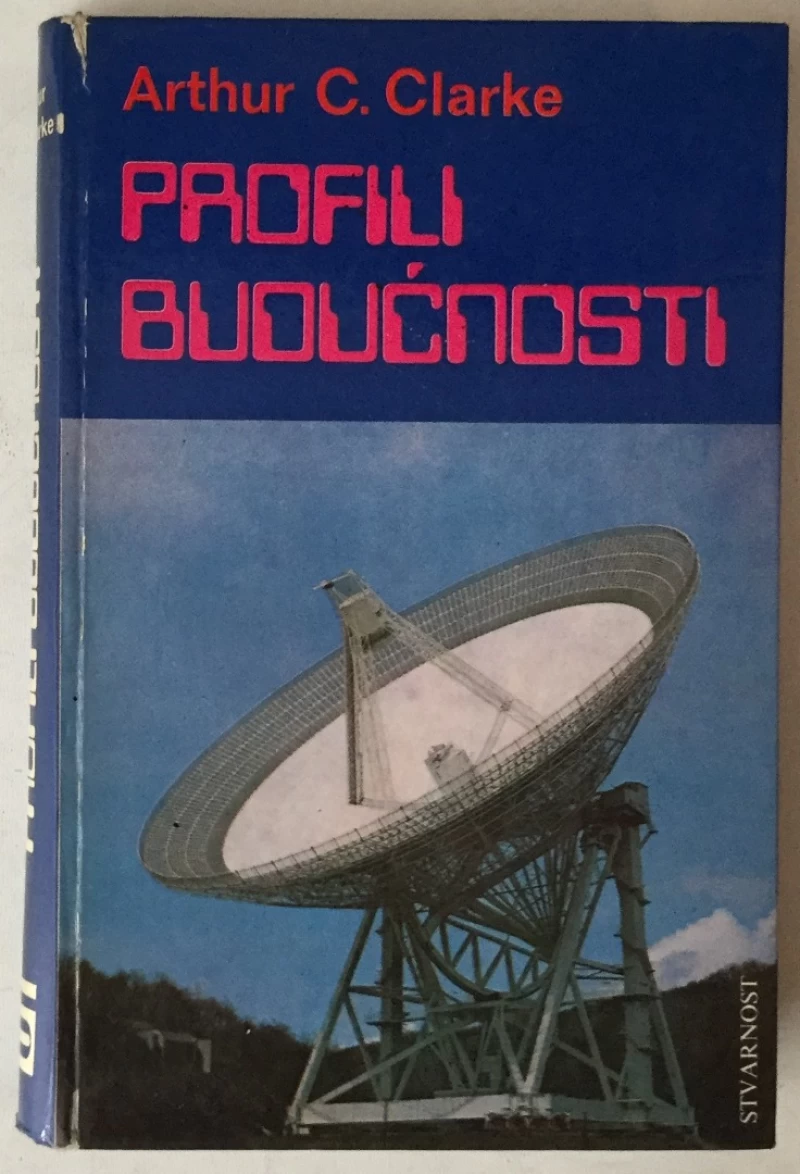 Arthur C. Clarke
PROFILI
BUDUĆNOSTI
STVARNOST